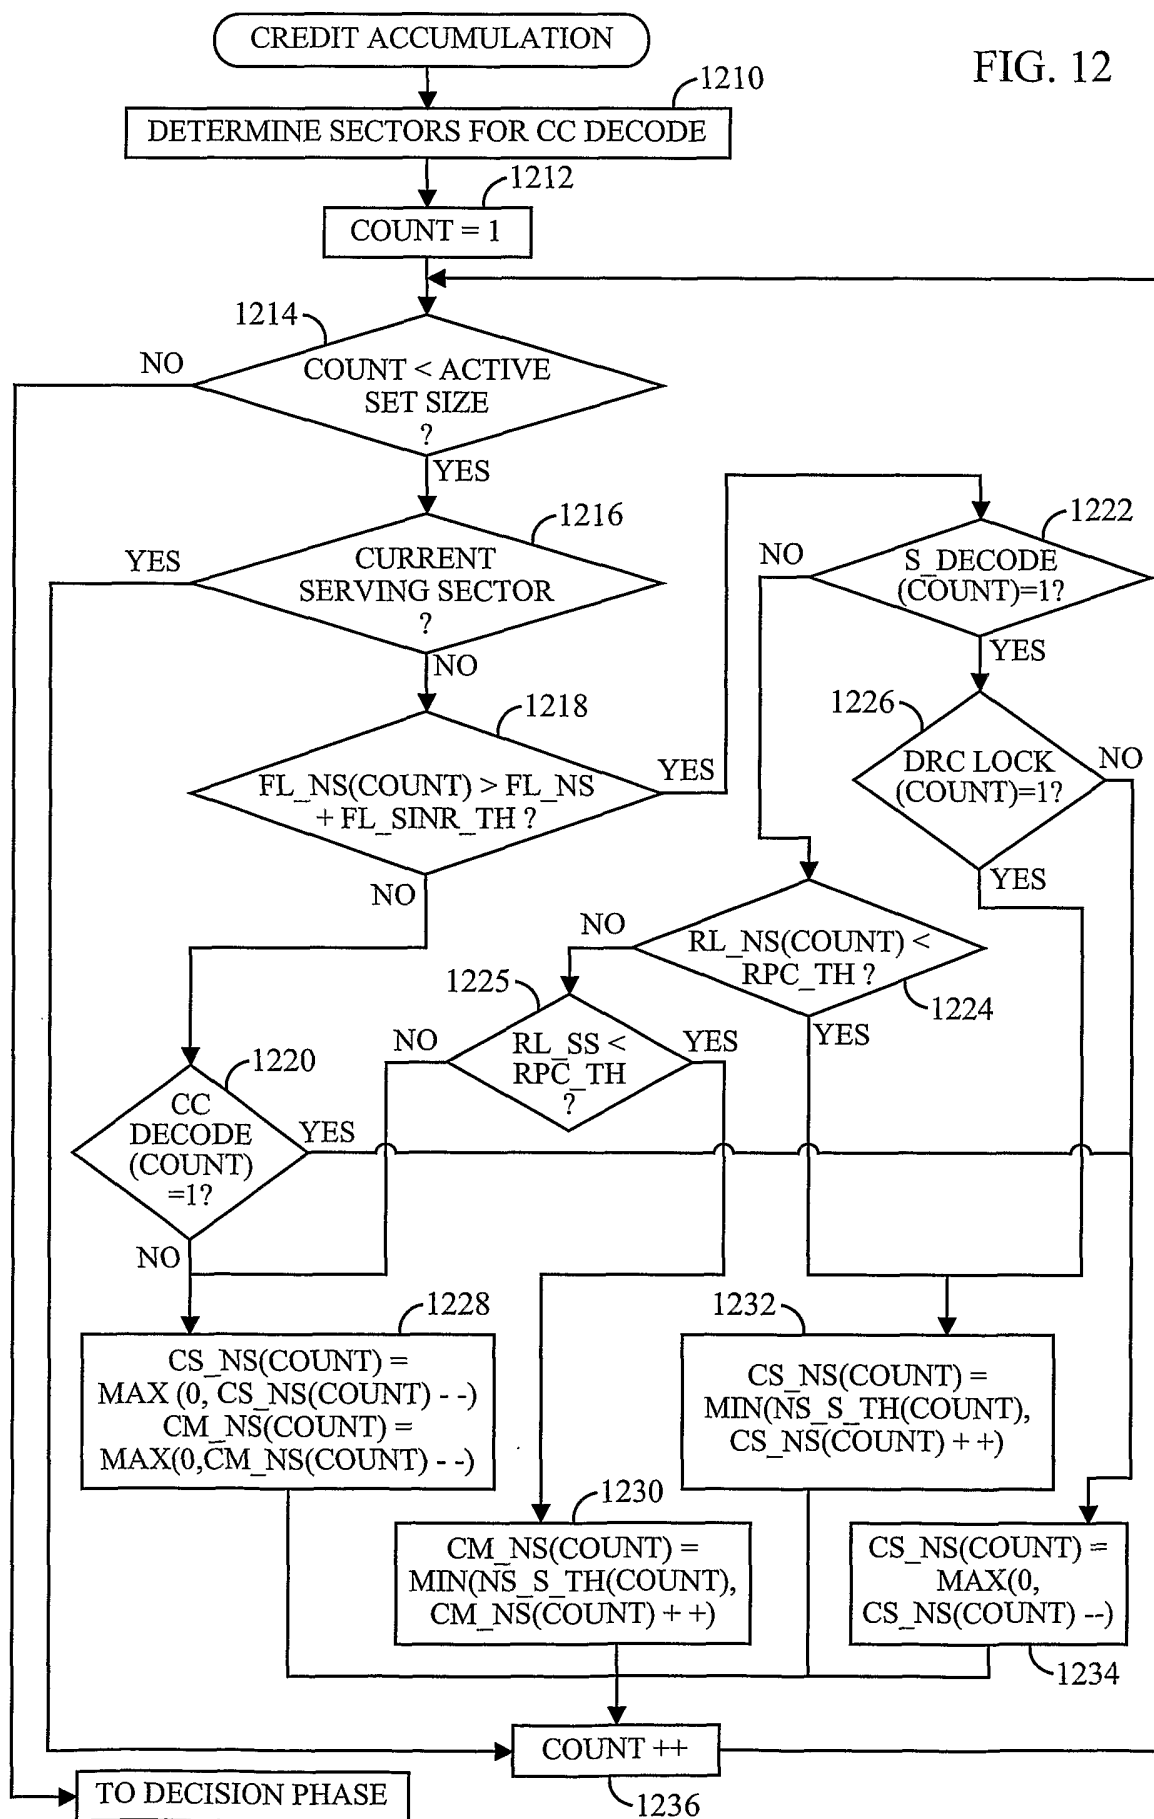 CREDIT ACCUMULATION
FIG. 12
1210
DETERMINE SECTORS FOR CC DECODE
1212
COUNT = 1
1214
NO
COUNT < ACTIVE
SET SIZE
?
YES
1216
YES
CURRENT
SERVING SECTOR
?
NO
1222
NO
S_DECODE
(COUNT)=1?
YES
1218
FL_NS(COUNT) > FL_NS
+ FL_SINR_TH ?
YES
NO
1226
DRC LOCK
(COUNT)=1?
NO
YES
NO
RL_NS(COUNT) <
RPC_TH ?
1224
YES
1225
NO
RL_SS <
RPC_TH
?
YES
1220
CC
DECODE
(COUNT)
=1?
YES
NO
1228
CS_NS(COUNT) =
MAX (0, CS_NS(COUNT) - -)
CM_NS(COUNT) =
MAX(0,CM_NS(COUNT) - -)
1232
CS_NS(COUNT) =
MIN(NS_S_TH(COUNT),
CS_NS(COUNT) + +)
1230
CM_NS(COUNT) =
MIN(NS_S_TH(COUNT),
CM_NS(COUNT) + +)
CS_NS(COUNT) =
MAX(0,
CS_NS(COUNT) --)
1234
COUNT ++
1236
TO DECISION PHASE